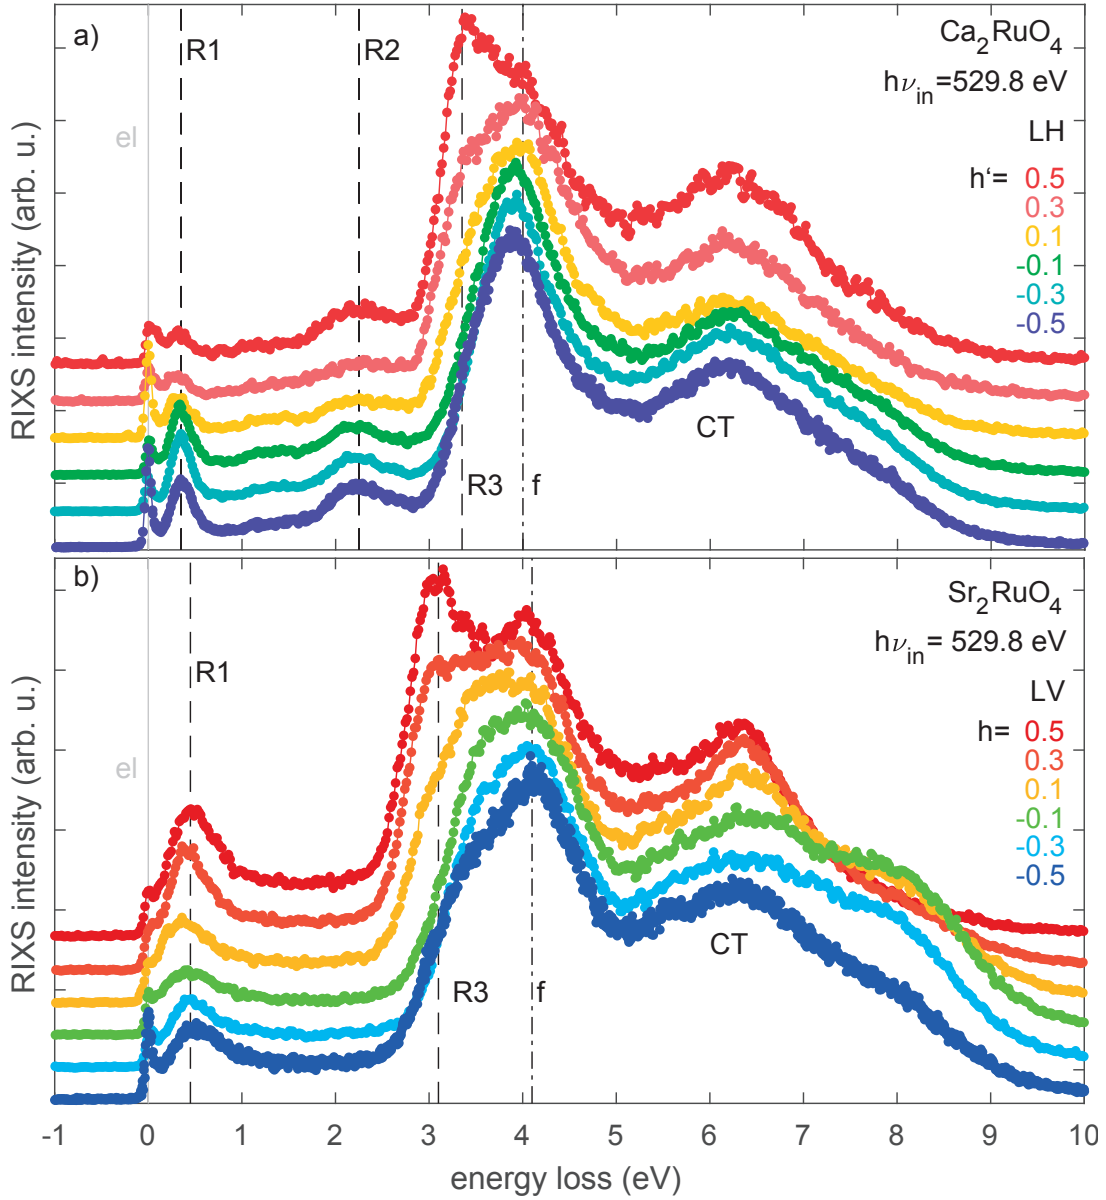 a)
R1
R2
Ca₂RuO₄
hν_in=529.8 eV
el
LH
h‘= 0.5
0.3
0.1
-0.1
-0.3
-0.5
CT
R3
f
RIXS intensity (arb. u.)
b)
Sr₂RuO₄
hν_in= 529.8 eV
R1
LV
h= 0.5
0.3
0.1
-0.1
-0.3
-0.5
el
CT
R3
f
RIXS intensity (arb. u.)
-1 0 1 2 3 4 5 6 7 8 9 10
energy loss (eV)